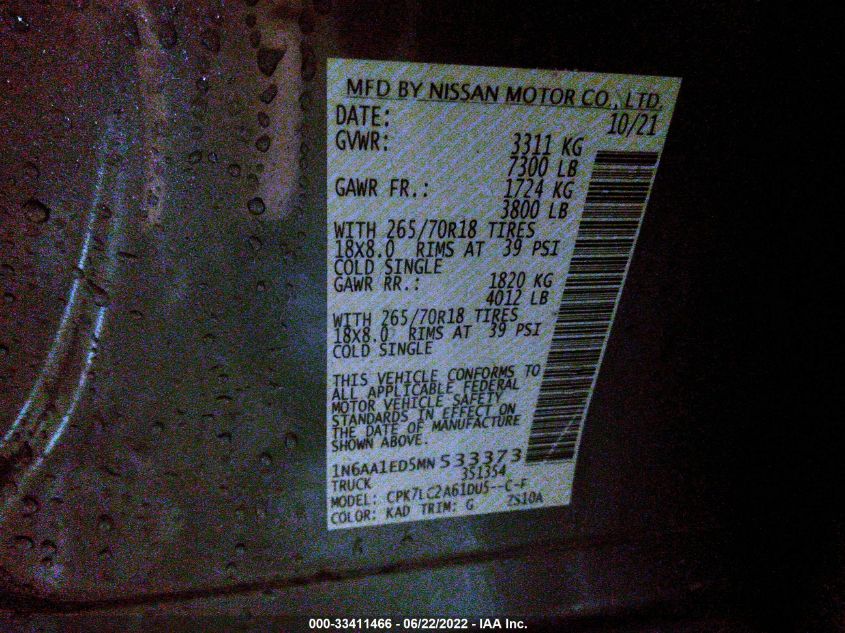 MFD BY NISSAN MOTOR CO., LTD.
DATE: 10/21
GVWR: 3311 KG
7300 LB
GAWR FR.: 1724 KG
3800 LB
WITH 265/70R18 TIRES
18X8.0 RIMS AT 39 PSI
COLD SINGLE
GAWR RR.: 1820 KG
4012 LB
WITH 265/70R18 TIRES
18X8.0 RIMS AT 39 PSI
COLD SINGLE
THIS VEHICLE CONFORMS TO
ALL APPLICABLE FEDERAL
MOTOR VEHICLE SAFETY
STANDARDS IN EFFECT ON
THE DATE OF MANUFACTURE
SHOWN ABOVE.
1N6AA1ED5MN533373
TRUCK 3S1354
MODEL: CPK7LC2A61DU5--C-F
COLOR: KAD TRIM: G 2S10A
000-33411466 - 06/22/2022 - IAA Inc.